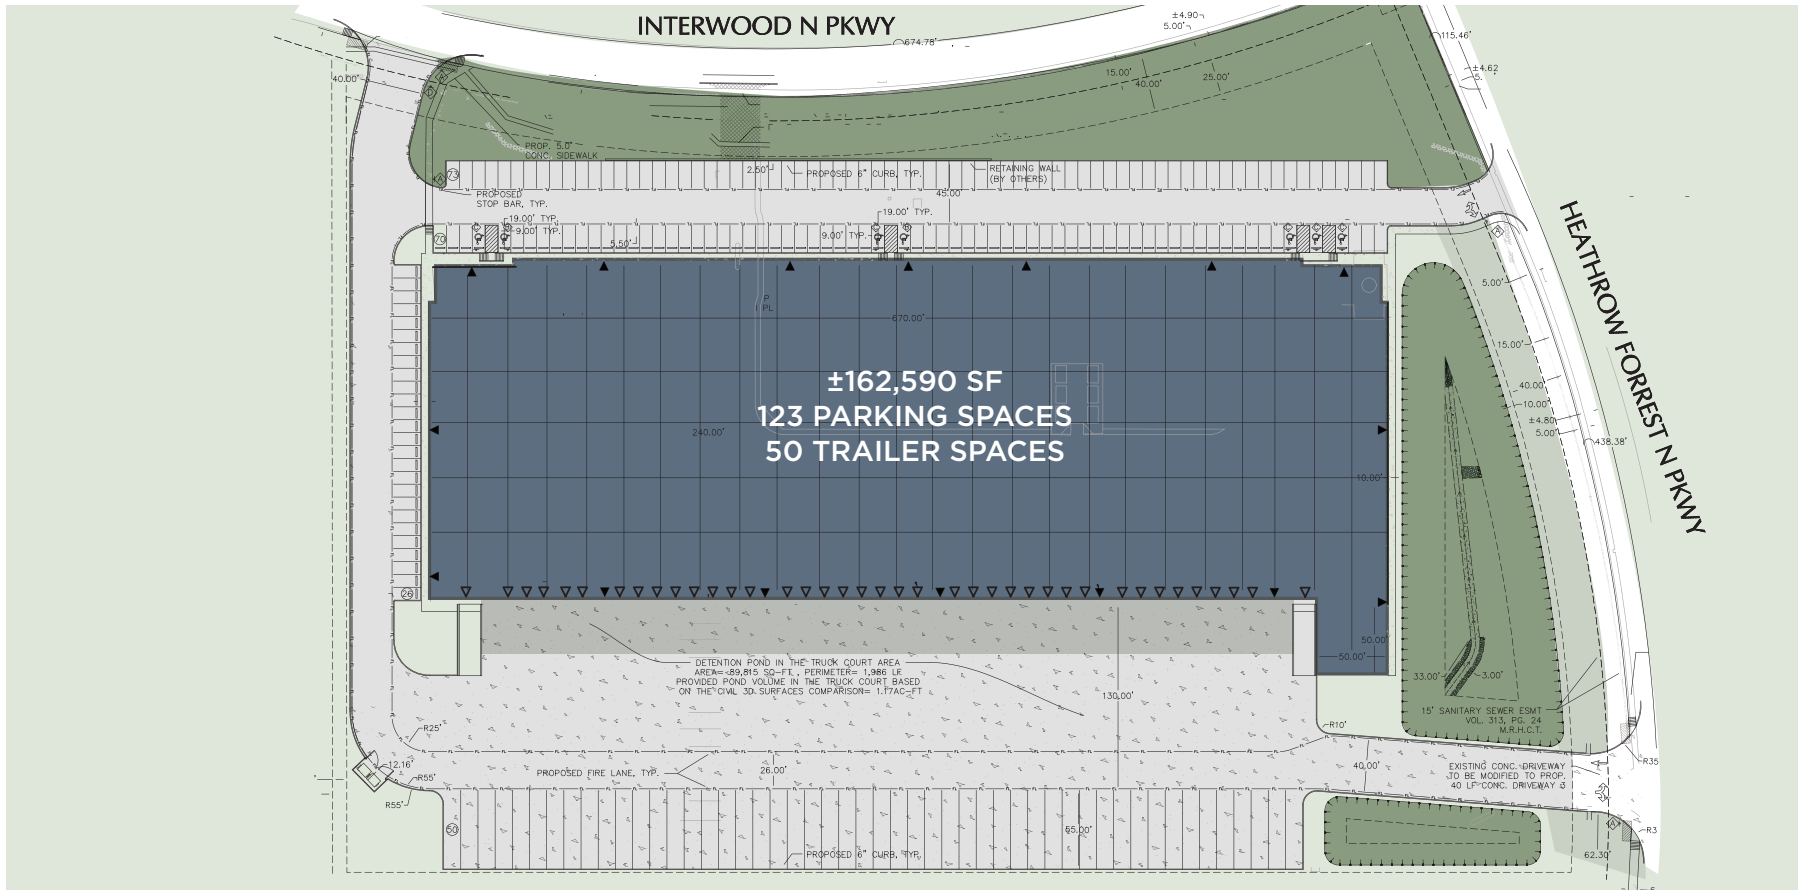 INTERWOOD N PKWY
±4.90
5.00'
674.78'
115.46'
±4.62
5.
40.00'
15.00'
40.00'
25.00'
PROP. 5.0'
CONC. SIDEWALK
2.50'
PROPOSED 6" CURB, TYP.
RETAINING WALL
(BY OTHERS)
73
A
A
PROPOSED
STOP BAR, TYP.
45.00
19.00' TYP.
9.00' TYP.
19.00' TYP.
9.00' TYP.
70
5.50'
HEATHROW FORREST N PKWY
5.00'
P
PL
670.00'
15.00'
±162,590 SF
123 PARKING SPACES
50 TRAILER SPACES
240.00'
40.00'
10.00'
±4.80
5.00'
438.38'
10.00'
26
50.00'
50.00'
DETENTION POND IN THE TRUCK COURT AREA
AREA= 89,815 SQ-FT , PERIMETER= 1,986 LF
PROVIDED POND VOLUME IN THE TRUCK COURT BASED
ON THE CIVIL 3D SURFACES COMPARISON= 1.17AC-FT
130.00'
33.00'
3.00'
15' SANITARY SEWER ESMT
VOL. 313, PG. 24
M.R.H.C.T.
R25'
R10'
12.16'
R55'
R55'
PROPOSED FIRE LANE, TYP.
26.00'
40.00'
EXISTING CONC. DRIVEWAY
TO BE MODIFIED TO PROP.
40 LF CONC. DRIVEWAY
R35
50
55.00'
PROPOSED 6" CURB, TYP.
A
R3
62.30'